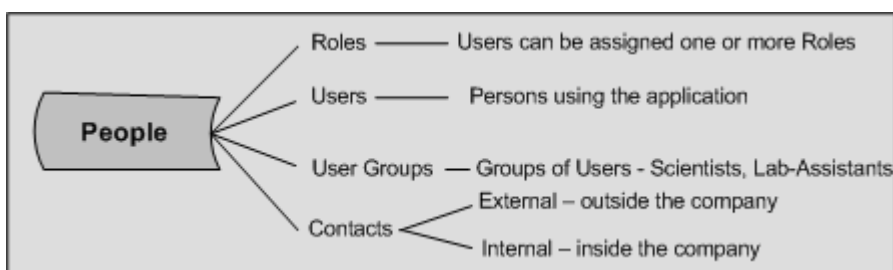 Roles Users can be assigned one or more Roles
Users Persons using the application
People
User Groups Groups of Users - Scientists, Lab-Assistants
External – outside the company
Contacts
Internal – inside the company